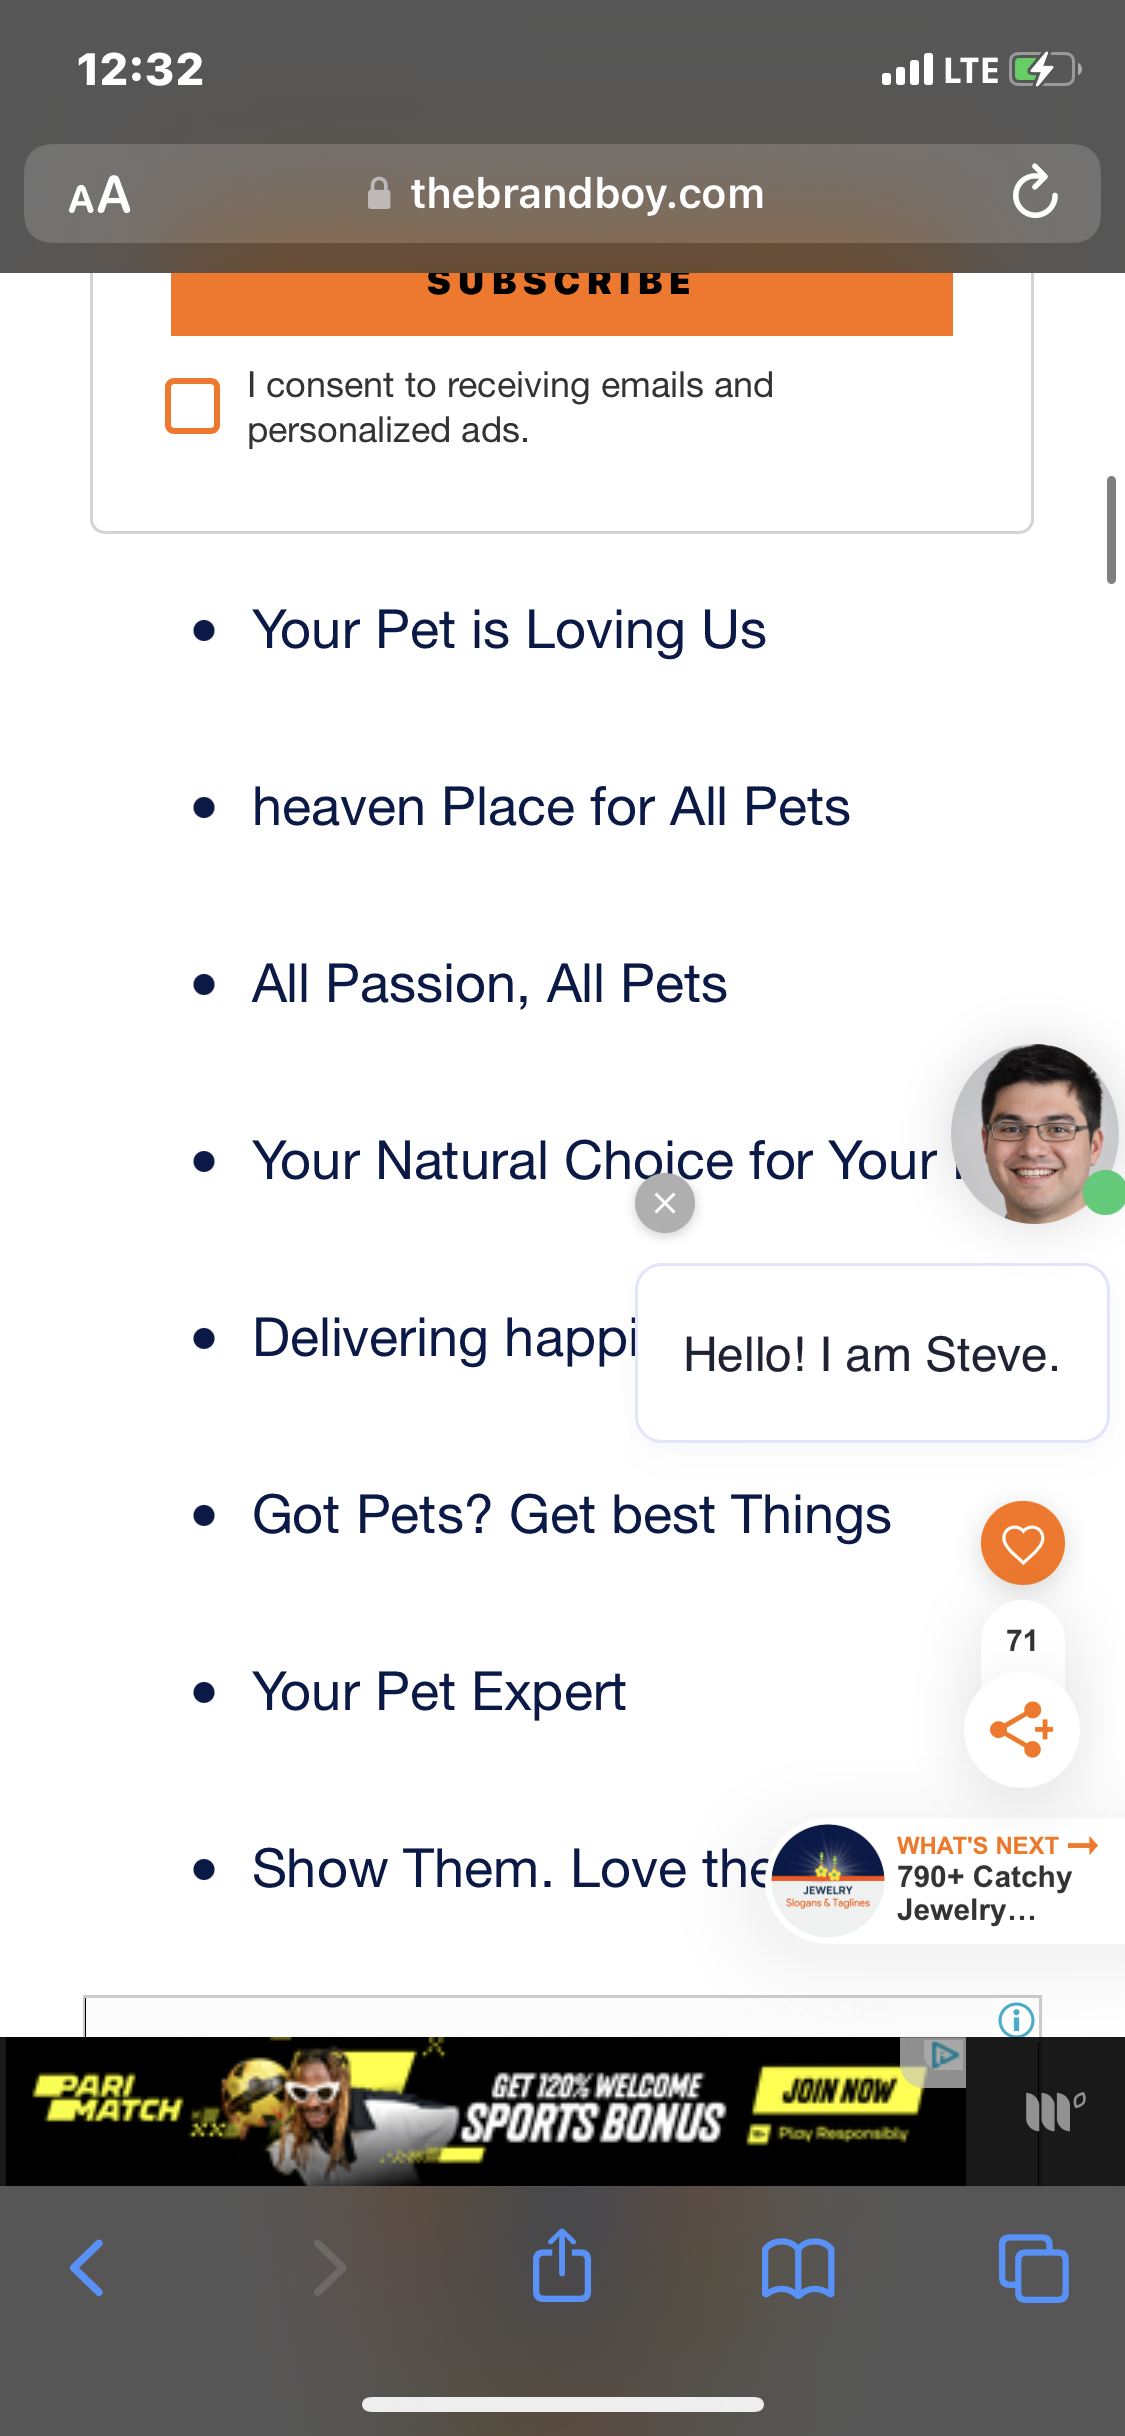 12:32
LTE
AA
thebrandboy.com
SUBSCRIBE
I consent to receiving emails and
personalized ads.
• Your Pet is Loving Us
• heaven Place for All Pets
• All Passion, All Pets
• Your Natural Choice for Your
• Delivering happi
Hello! I am Steve.
• Got Pets? Get best Things
71
• Your Pet Expert
• Show Them. Love the
WHAT'S NEXT
790+ Catchy
Jewelry...
JEWELRY
Slogans & Taglines
PARI
MATCH
GET 120% WELCOME
SPORTS BONUS
JOIN NOW
Play Responsibly